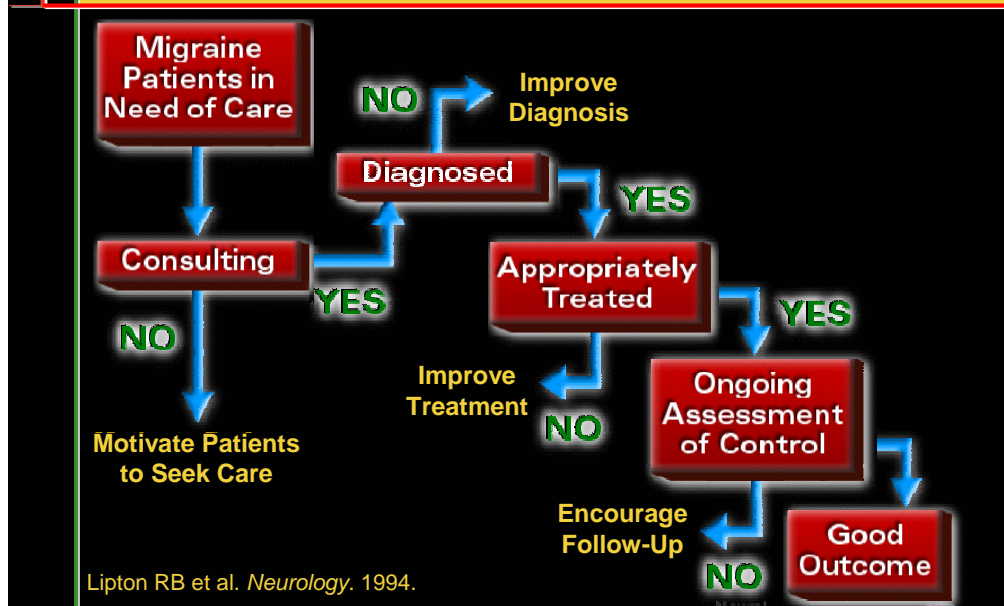 Migraine
Patients in
Need of Care
NO
Improve
Diagnosis
Diagnosed
YES
Consulting
YES
NO
Appropriately
Treated
YES
Improve
Treatment
NO
Ongoing
Assessment
of Control
Motivate Patients
to Seek Care
Encourage
Follow-Up
NO
Good
Outcome
Lipton RB et al. Neurology. 1994.